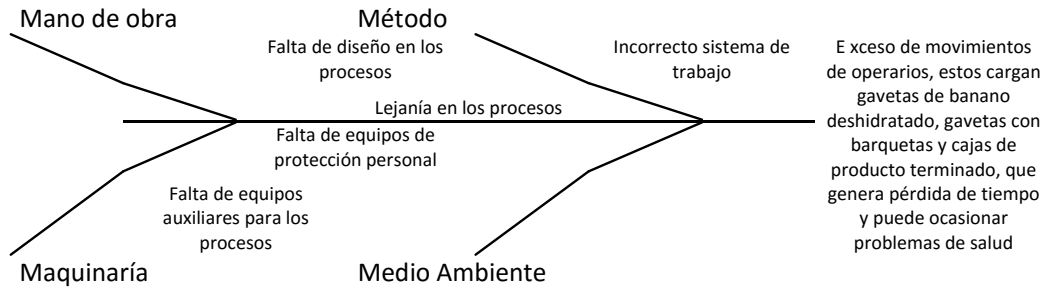 Mano de obra
Método
Falta de diseño en los
procesos
Incorrecto sistema de
trabajo
Lejanía en los procesos
Falta de equipos de
protección personal
Falta de equipos
auxiliares para los
procesos
Maquinaría
Medio Ambiente
E xceso de movimientos
de operarios, estos cargan
gavetas de banano
deshidratado, gavetas con
barquetas y cajas de
producto terminado, que
genera pérdida de tiempo
y puede ocasionar
problemas de salud